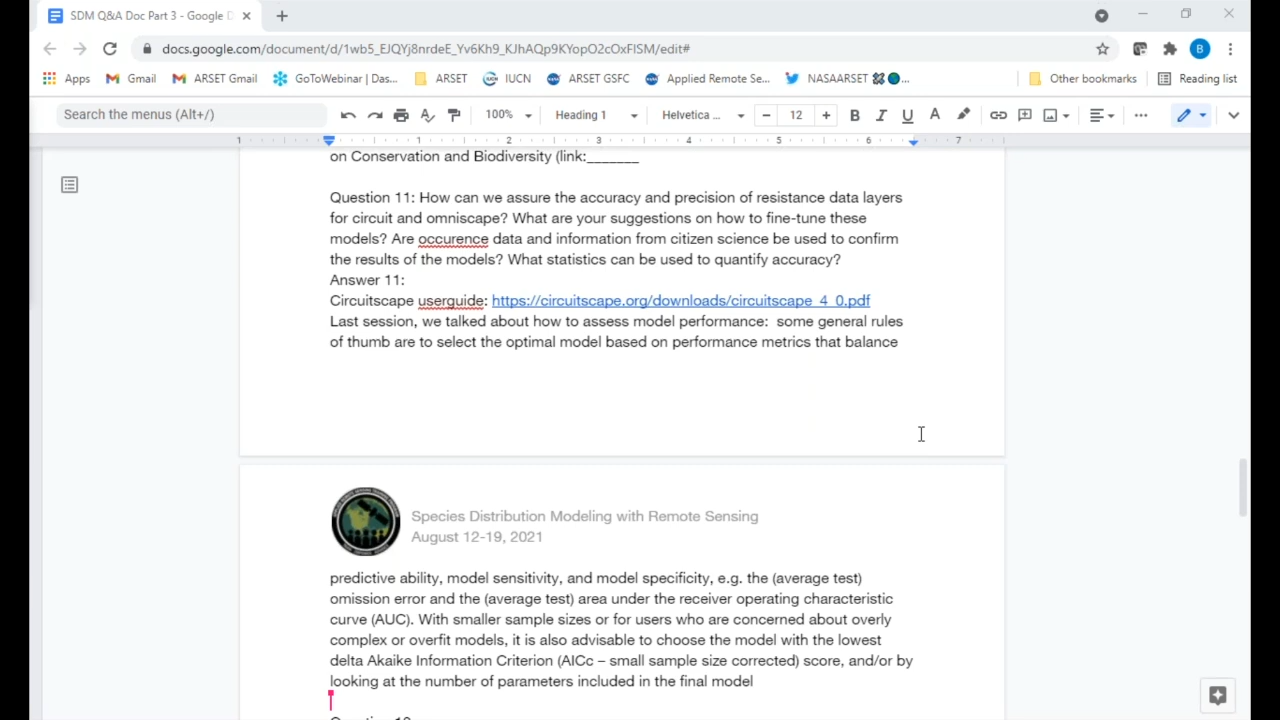 SDM Q&A Doc Part 3 - Google D
docs.google.com/document/d/1wb5_EJQYj8nrdeE_Yv6Kh9_KJhAQp9KYopO2cOxFISM/edit#
B
Apps
Gmail
ARSET Gmail
GoToWebinar | Das...
ARSET
IUCN
ARSET GSFC
Applied Remote Se...
NASAARSET
Other bookmarks
Reading list
Search the menus (Alt+/)
100%
Heading 1
Helvetica ...
12
B I U A
1 1 2 3 4 5 6 7
on Conservation and Biodiversity (link:_______
Question 11: How can we assure the accuracy and precision of resistance data layers
for circuit and omniscape? What are your suggestions on how to fine-tune these
models? Are occurence data and information from citizen science be used to confirm
the results of the models? What statistics can be used to quantify accuracy?
Answer 11:
Circuitscape userguide: https://circuitscape.org/downloads/circuitscape_4_0.pdf
Last session, we talked about how to assess model performance:  some general rules
of thumb are to select the optimal model based on performance metrics that balance
Species Distribution Modeling with Remote Sensing
August 12-19, 2021
predictive ability, model sensitivity, and model specificity, e.g. the (average test)
omission error and the (average test) area under the receiver operating characteristic
curve (AUC). With smaller sample sizes or for users who are concerned about overly
complex or overfit models, it is also advisable to choose the model with the lowest
delta Akaike Information Criterion (AICc – small sample size corrected) score, and/or by
looking at the number of parameters included in the final model